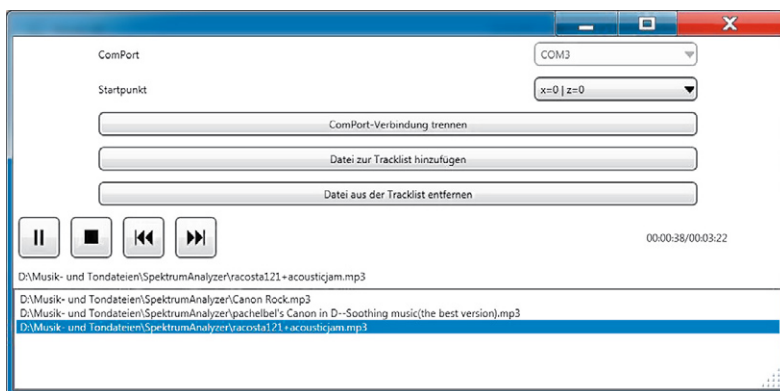 ComPort COM3
Startpunkt x=0 | z=0
ComPort-Verbindung trennen
Datei zur Tracklist hinzufügen
Datei aus der Tracklist entfernen
00:00:38/00:03:22
D:\Musik- und Tondateien\SpektrumAnalyzer\racosta121+acousticjam.mp3
D:\Musik- und Tondateien\SpektrumAnalyzer\Canon Rock.mp3
D:\Musik- und Tondateien\SpektrumAnalyzer\pachelbel's Canon in D--Soothing music(the best version).mp3
D:\Musik- und Tondateien\SpektrumAnalyzer\racosta121+acousticjam.mp3